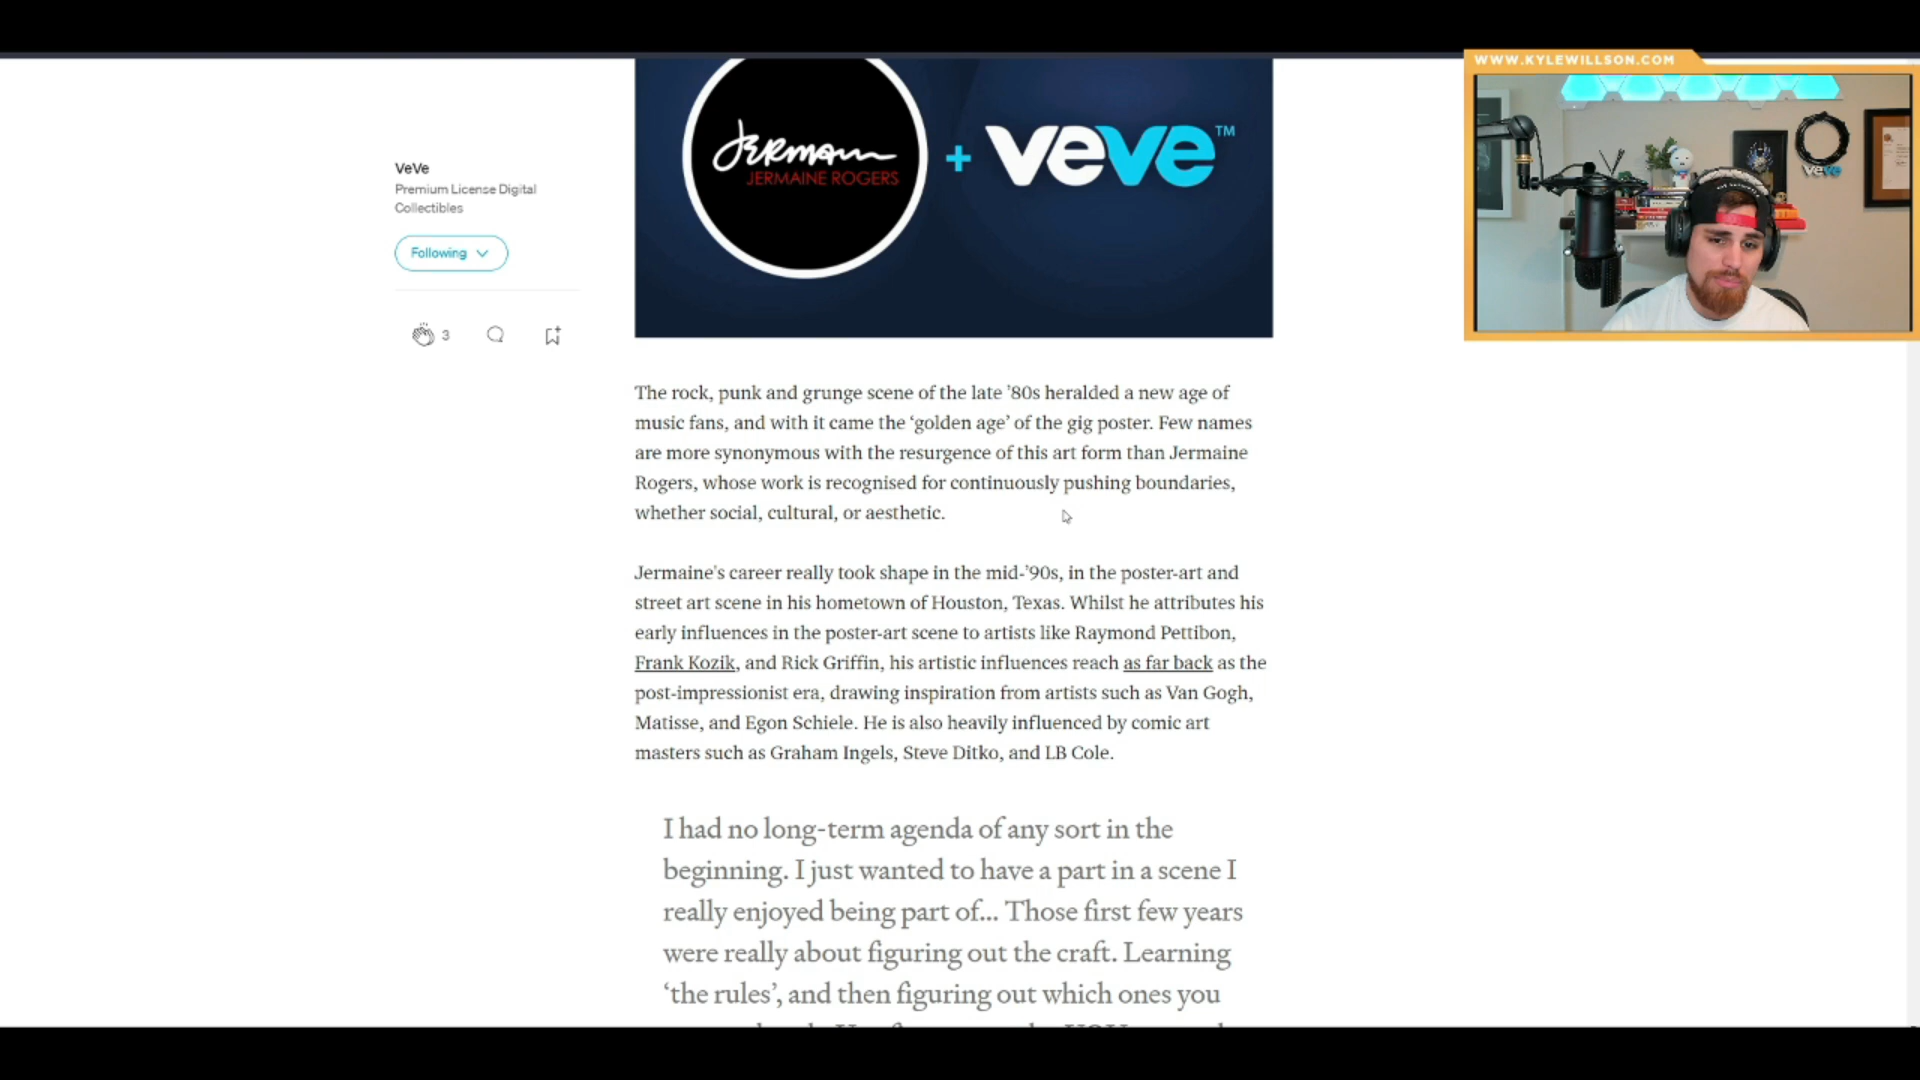 WWW.KYLEWILLSON.COM
JERMAINE ROGERS
+
veve™
veve
VeVe
Premium License Digital
Collectibles
Following
3
The rock, punk and grunge scene of the late ’80s heralded a new age of
music fans, and with it came the ‘golden age’ of the gig poster. Few names
are more synonymous with the resurgence of this art form than Jermaine
Rogers, whose work is recognised for continuously pushing boundaries,
whether social, cultural, or aesthetic.
Jermaine's career really took shape in the mid-’90s, in the poster-art and
street art scene in his hometown of Houston, Texas. Whilst he attributes his
early influences in the poster-art scene to artists like Raymond Pettibon,
Frank Kozik, and Rick Griffin, his artistic influences reach as far back as the
post-impressionist era, drawing inspiration from artists such as Van Gogh,
Matisse, and Egon Schiele. He is also heavily influenced by comic art
masters such as Graham Ingels, Steve Ditko, and LB Cole.
I had no long-term agenda of any sort in the
beginning. I just wanted to have a part in a scene I
really enjoyed being part of... Those first few years
were really about figuring out the craft. Learning
‘the rules’, and then figuring out which ones you